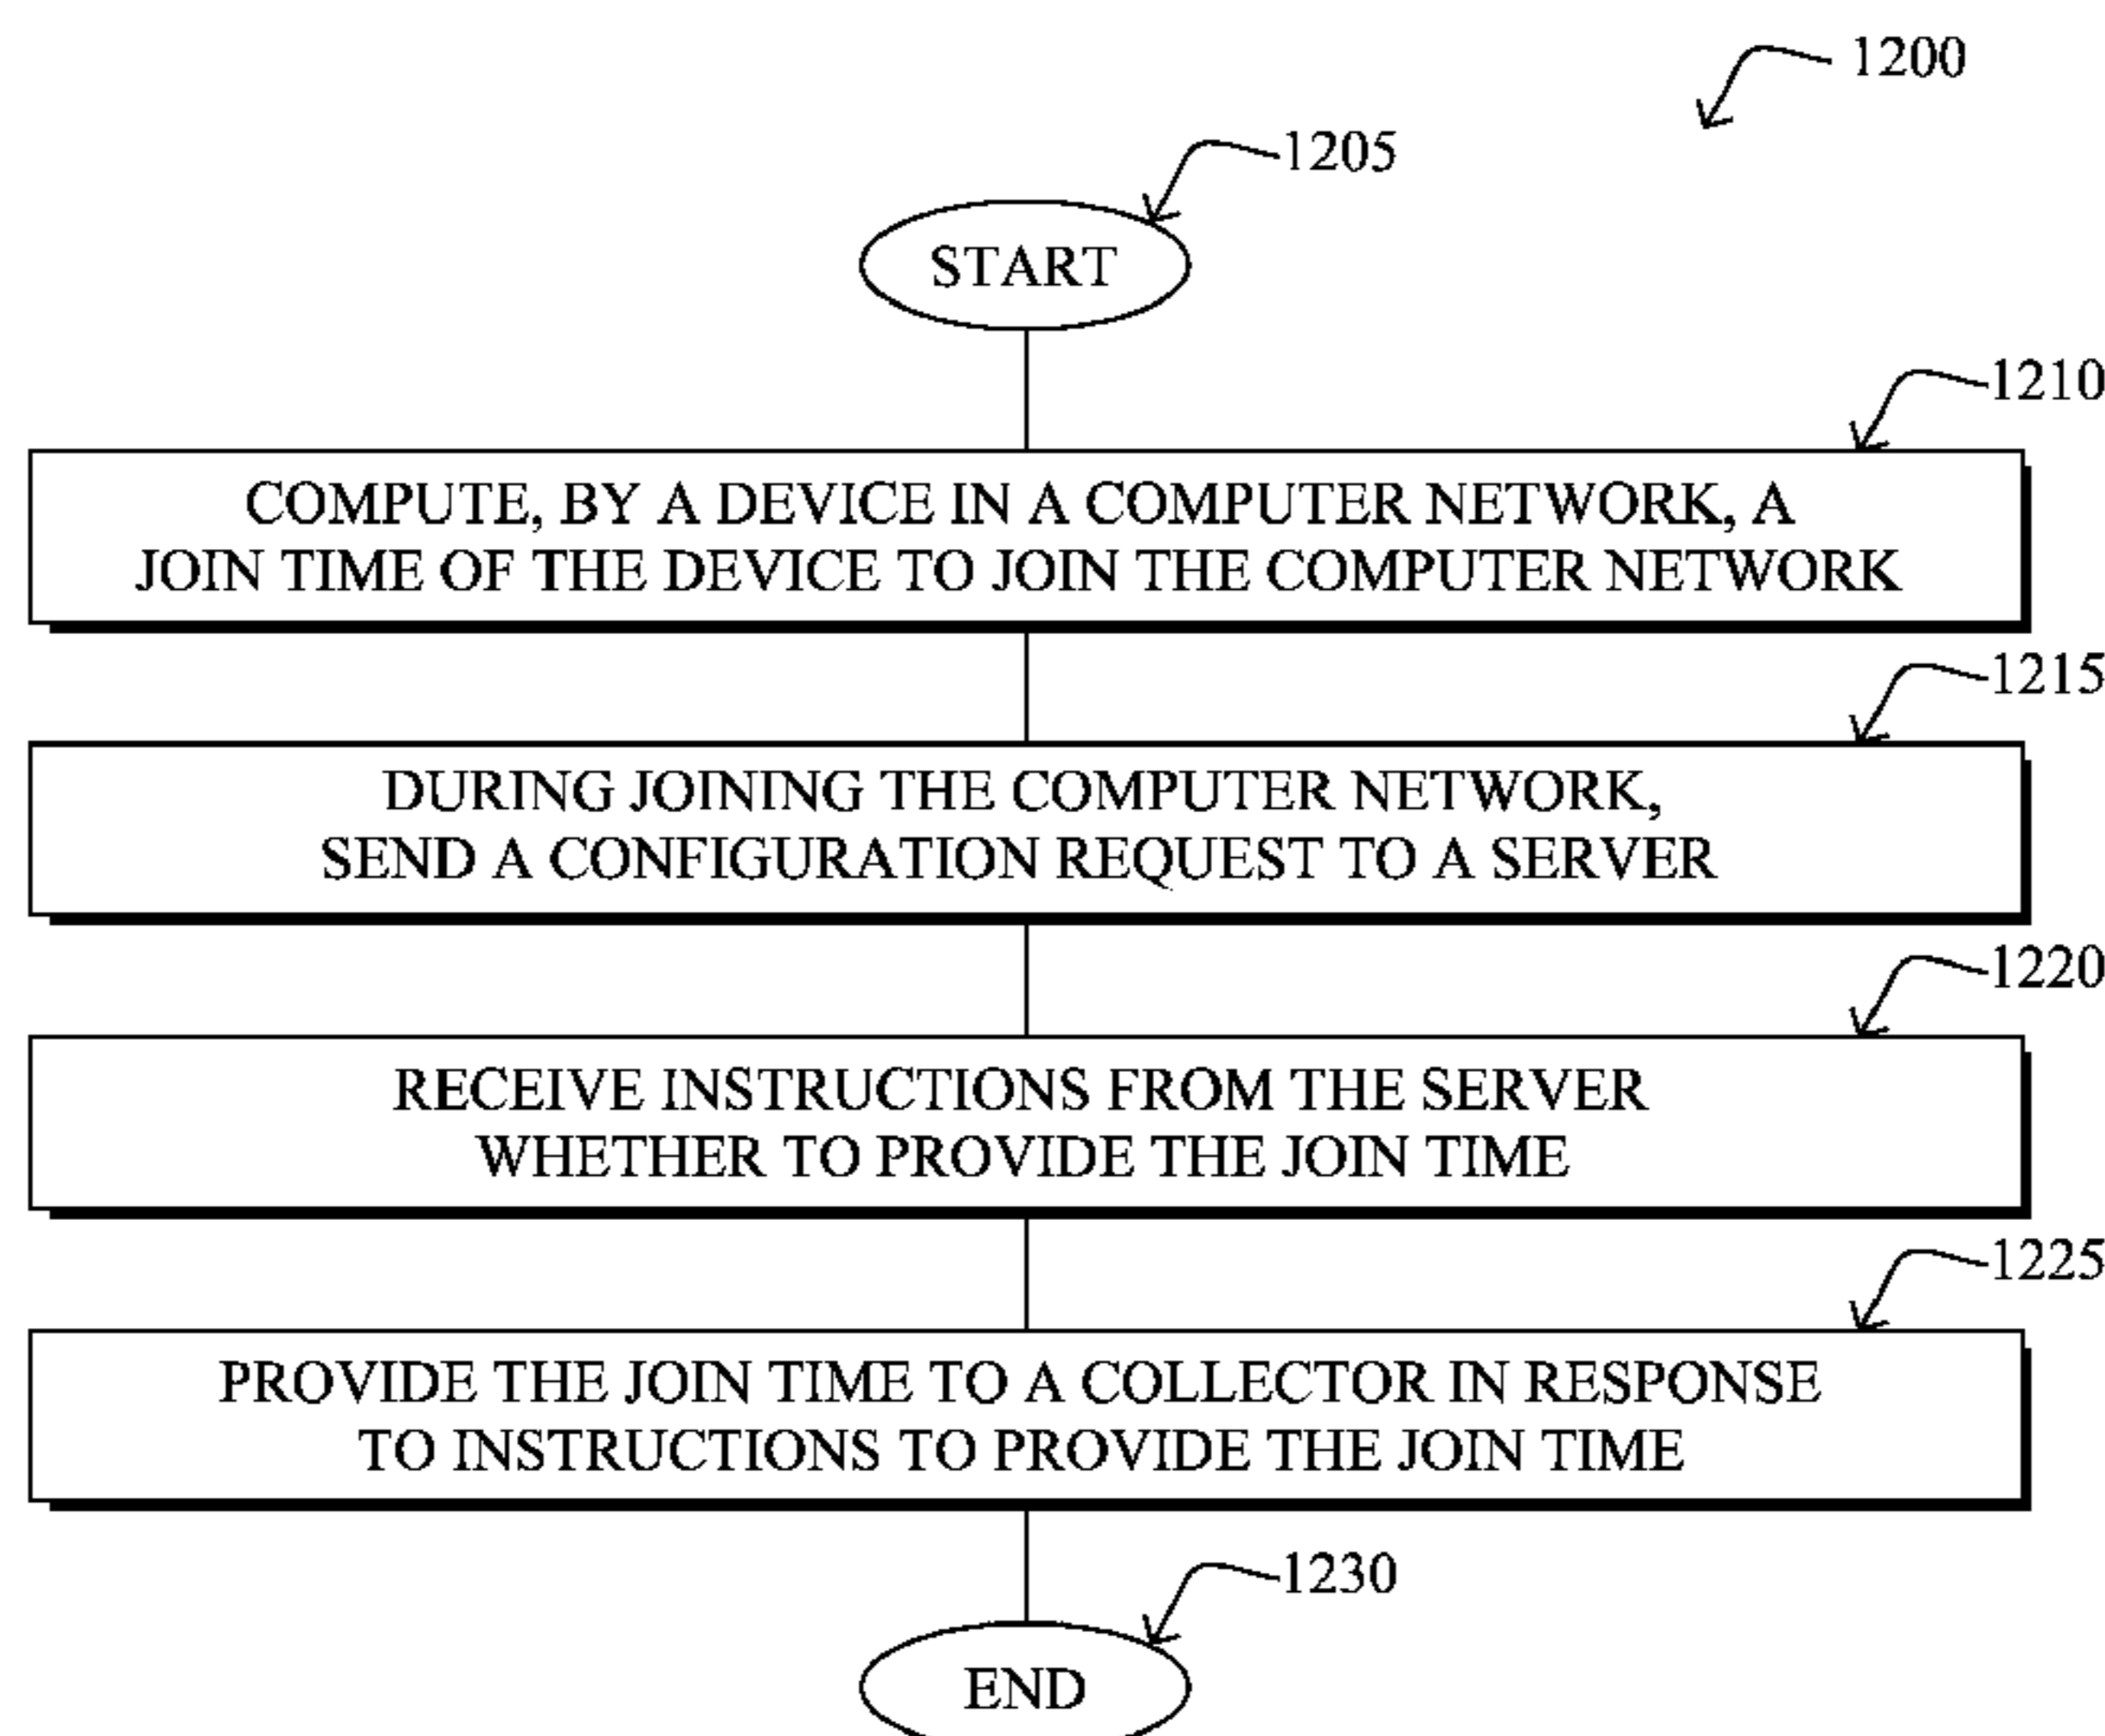 1200
1205
START
1210
COMPUTE, BY A DEVICE IN A COMPUTER NETWORK, A
JOIN TIME OF THE DEVICE TO JOIN THE COMPUTER NETWORK
1215
DURING JOINING THE COMPUTER NETWORK,
SEND A CONFIGURATION REQUEST TO A SERVER
1220
RECEIVE INSTRUCTIONS FROM THE SERVER
WHETHER TO PROVIDE THE JOIN TIME
1225
PROVIDE THE JOIN TIME TO A COLLECTOR IN RESPONSE
TO INSTRUCTIONS TO PROVIDE THE JOIN TIME
1230
END